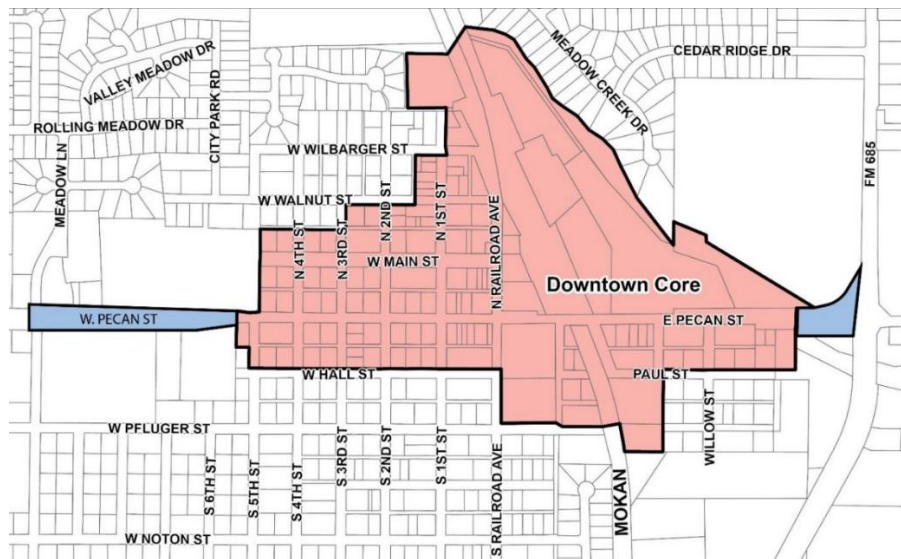 VALLEY MEADOW DR
CITY PARK RD
MEADOW CREEK DR
CEDAR RIDGE DR
ROLLING MEADOW DR
MEADOW LN
W WILBARGER ST
FM 685
W WALNUT ST
N 4TH ST
N 3RD ST
N 2ND ST
N 1ST ST
N RAILROAD AVE
W MAIN ST
Downtown Core
W. PECAN ST
E PECAN ST
W HALL ST
PAUL ST
WILLOW ST
W PFLUGER ST
S 6TH ST
S 5TH ST
S 4TH ST
S 3RD ST
S 2ND ST
S 1ST ST
S RAILROAD AVE
MOKAN
W NOTON ST